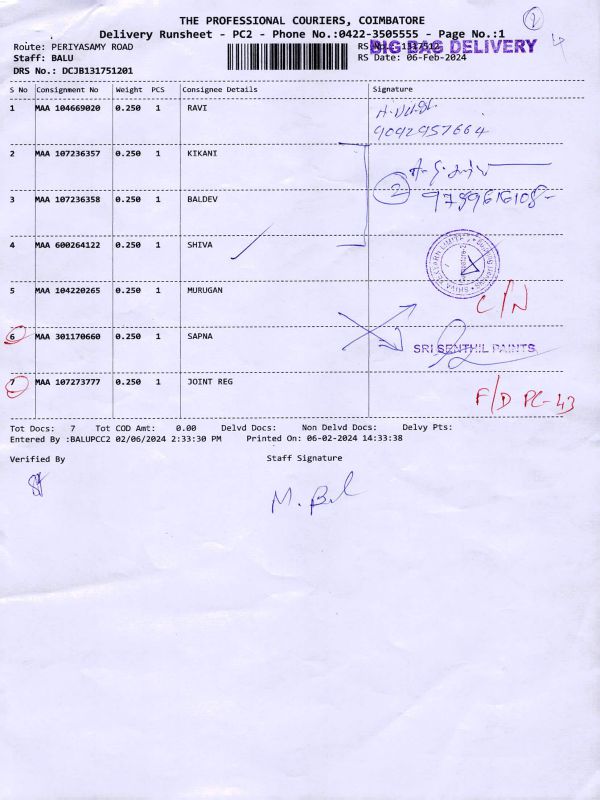 THE PROFESSIONAL COURIERS, COIMBATORE
Delivery Runsheet - PC2 - Phone No.:0422-3505555 - Page No.:1
Route: PERIYASAMY ROAD
BIG BAG DELIVERY
Staff: BALU
RS Date: 06-Feb-2024
DRS No.: DCJB131751201
S No Consignment No Weight PCS Consignee Details Signature
1 MAA 104669020 0.250 1 RAVI
9092957664
2 MAA 107236357 0.250 1 KIKANI
2
3 MAA 107236358 0.250 1 BALDEV
4 MAA 600264122 0.250 1 SHIVA
5 MAA 104220265 0.250 1 MURUGAN
C/N
6 MAA 301170660 0.250 1 SAPNA
SRI SENTHIL PAINTS
7 MAA 107273777 0.250 1 JOINT REG
F/D PC-43
Tot Docs: 7 Tot COD Amt: 0.00 Delvd Docs: Non Delvd Docs: Delvy Pts:
Entered By :BALUPCC2 02/06/2024 2:33:30 PM Printed On: 06-02-2024 14:33:38
Verified By Staff Signature